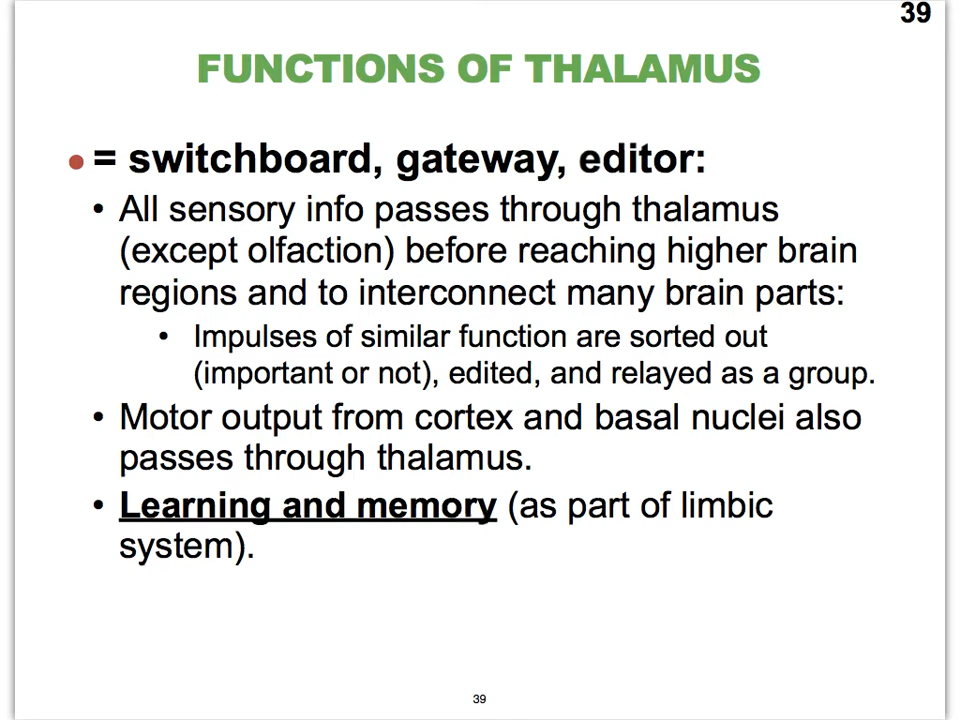 39
FUNCTIONS OF THALAMUS
• = switchboard, gateway, editor:
• All sensory info passes through thalamus
(except olfaction) before reaching higher brain
regions and to interconnect many brain parts:
• Impulses of similar function are sorted out
(important or not), edited, and relayed as a group.
• Motor output from cortex and basal nuclei also
passes through thalamus.
• Learning and memory (as part of limbic
system).
39